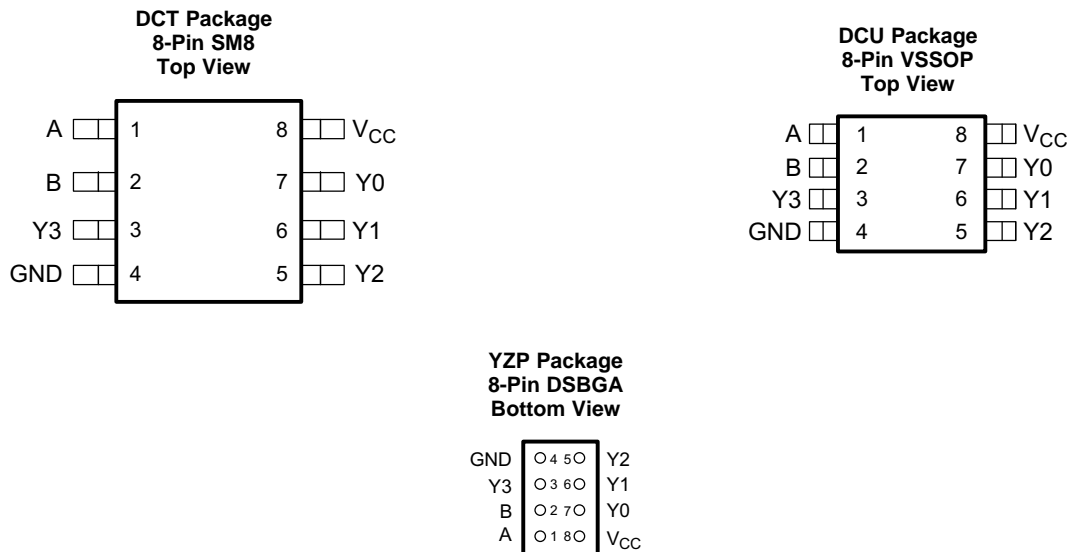 DCT Package
8-Pin SM8
Top View
A 1 8 VCC
B 2 7 Y0
Y3 3 6 Y1
GND 4 5 Y2
DCU Package
8-Pin VSSOP
Top View
A 1 8 VCC
B 2 7 Y0
Y3 3 6 Y1
GND 4 5 Y2
YZP Package
8-Pin DSBGA
Bottom View
GND 4 5 Y2
Y3 3 6 Y1
B 2 7 Y0
A 1 8 VCC